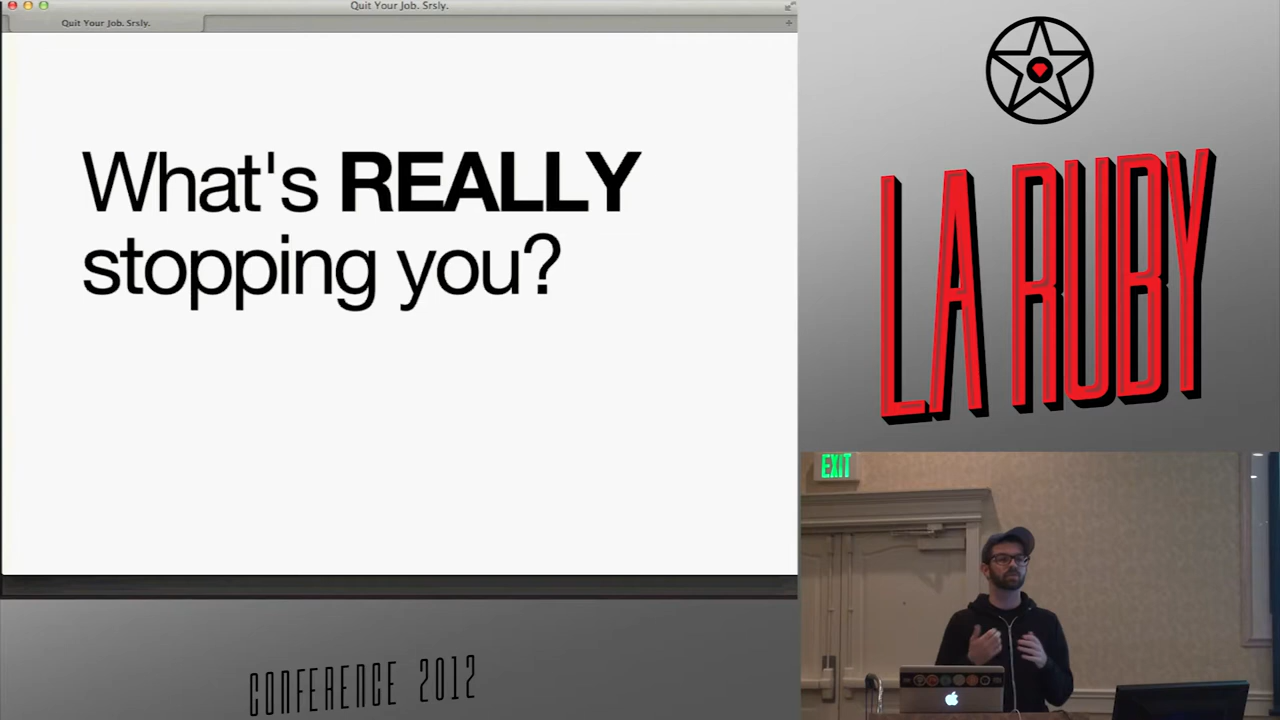 Quit Your Job. Srsly.
Quit Your Job. Srsly.
What's REALLY
stopping you?
LA RUBY
EXIT
CONFERENCE 2012